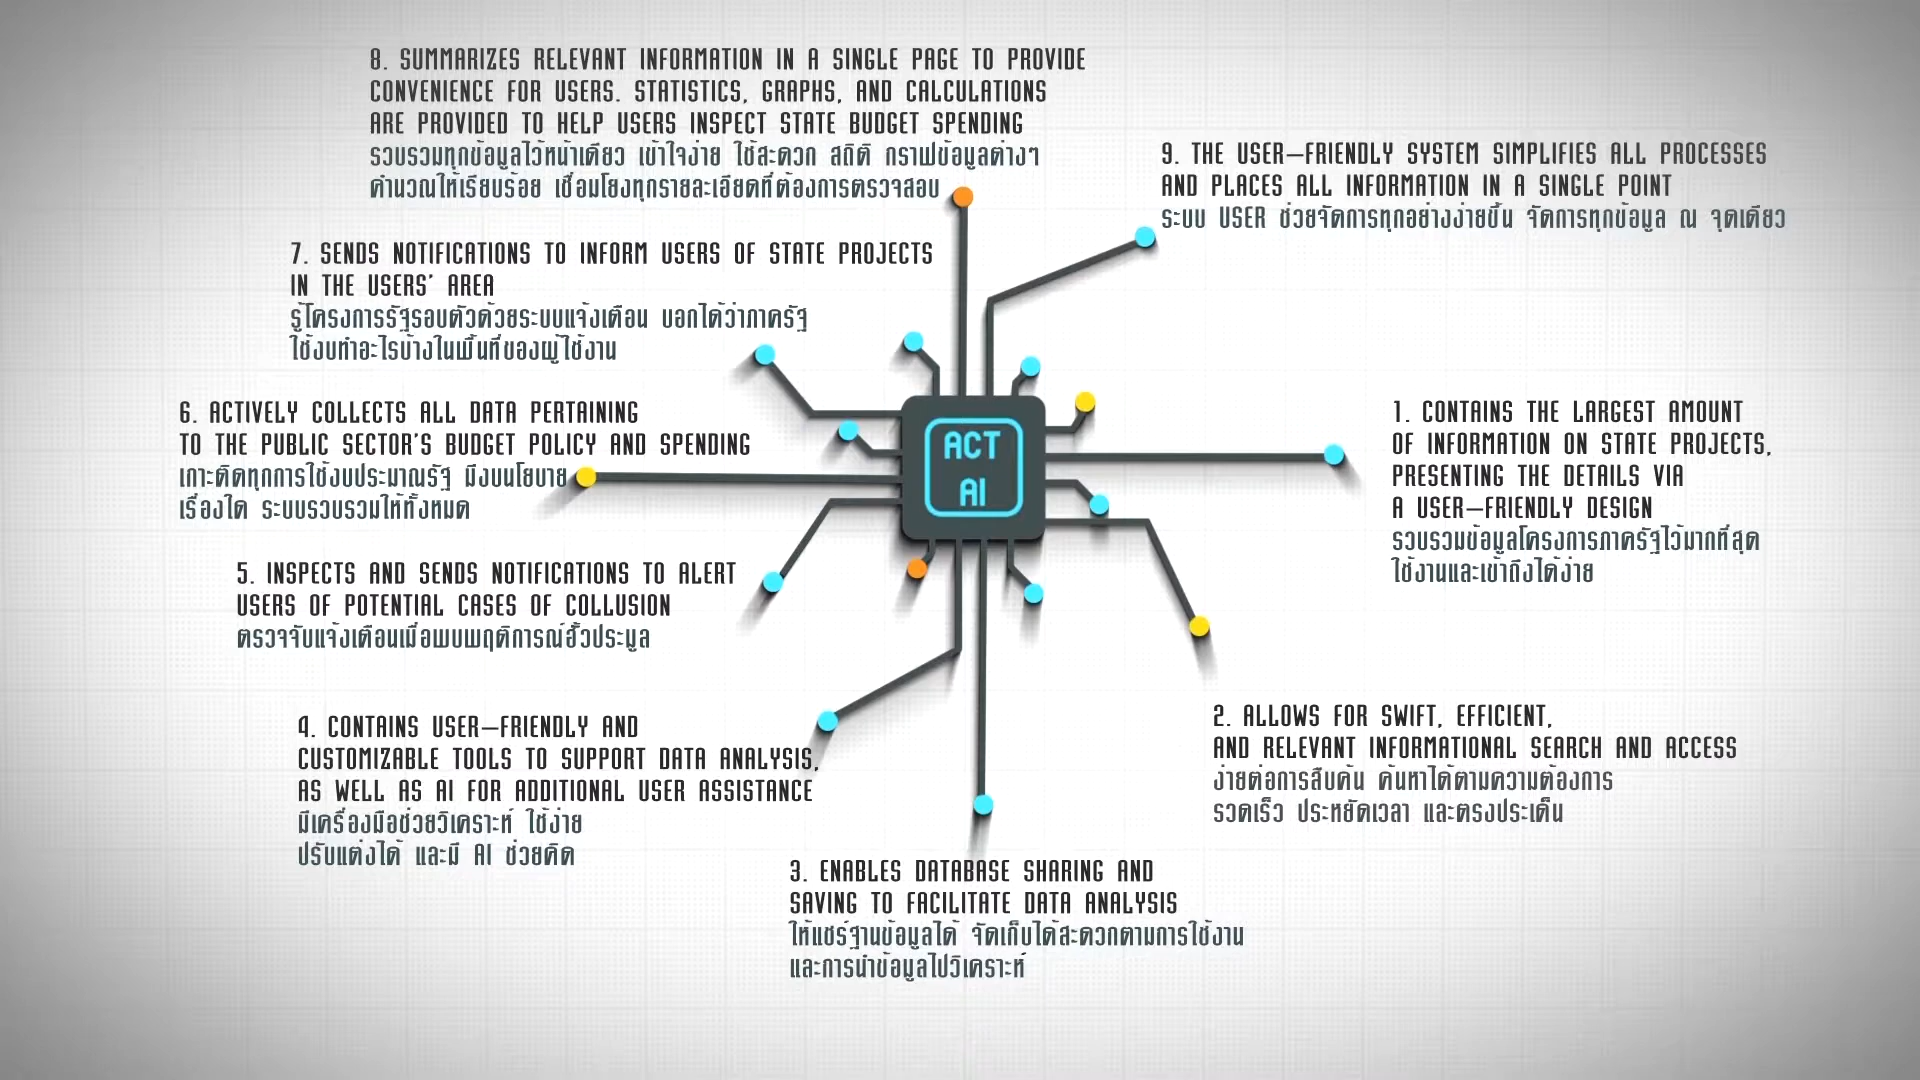 8. SUMMARIZES RELEVANT INFORMATION IN A SINGLE PAGE TO PROVIDE
CONVENIENCE FOR USERS. STATISTICS, GRAPHS, AND CALCULATIONS
ARE PROVIDED TO HELP USERS INSPECT STATE BUDGET SPENDING
รวบรวมทุกข้อมูลไว้หน้าเดียว เข้าใจง่าย ใช้สะดวก สถิติ กราฟข้อมูลต่างๆ
คำนวณให้เรียบร้อย เชื่อมโยงทุกรายละเอียดที่ต้องการตรวจสอบ
9. THE USER–FRIENDLY SYSTEM SIMPLIFIES ALL PROCESSES
AND PLACES ALL INFORMATION IN A SINGLE POINT
ระบบ USER ช่วยจัดการทุกอย่างง่ายขึ้น จัดการทุกข้อมูล ณ จุดเดียว
7. SENDS NOTIFICATIONS TO INFORM USERS OF STATE PROJECTS
IN THE USERS' AREA
รู้โครงการรัฐรอบตัวด้วยระบบแจ้งเตือน บอกได้ว่าภาครัฐ
ใช้งบทำอะไรบ้างในพื้นที่ของผู้ใช้งาน
6. ACTIVELY COLLECTS ALL DATA PERTAINING
TO THE PUBLIC SECTOR'S BUDGET POLICY AND SPENDING
เกาะติดทุกการใช้งบประมาณรัฐ มีงบนโยบาย
เรื่องใด ระบบรวบรวมให้ทั้งหมด
ACT
AI
1. CONTAINS THE LARGEST AMOUNT
OF INFORMATION ON STATE PROJECTS,
PRESENTING THE DETAILS VIA
A USER–FRIENDLY DESIGN
รวบรวมข้อมูลโครงการภาครัฐไว้มากที่สุด
ใช้งานและเข้าถึงได้ง่าย
5. INSPECTS AND SENDS NOTIFICATIONS TO ALERT
USERS OF POTENTIAL CASES OF COLLUSION
ตรวจจับแจ้งเตือนเมื่อพบพฤติการณ์ฮั้วประมูล
4. CONTAINS USER–FRIENDLY AND
CUSTOMIZABLE TOOLS TO SUPPORT DATA ANALYSIS,
AS WELL AS AI FOR ADDITIONAL USER ASSISTANCE
มีเครื่องมือช่วยวิเคราะห์ ใช้ง่าย
ปรับแต่งได้ และมี AI ช่วยคิด
2. ALLOWS FOR SWIFT, EFFICIENT,
AND RELEVANT INFORMATIONAL SEARCH AND ACCESS
ง่ายต่อการสืบค้น ค้นหาได้ตามความต้องการ
รวดเร็ว ประหยัดเวลา และตรงประเด็น
3. ENABLES DATABASE SHARING AND
SAVING TO FACILITATE DATA ANALYSIS
ให้แชร์ฐานข้อมูลได้ จัดเก็บได้สะดวกตามการใช้งาน
และการนำข้อมูลไปวิเคราะห์